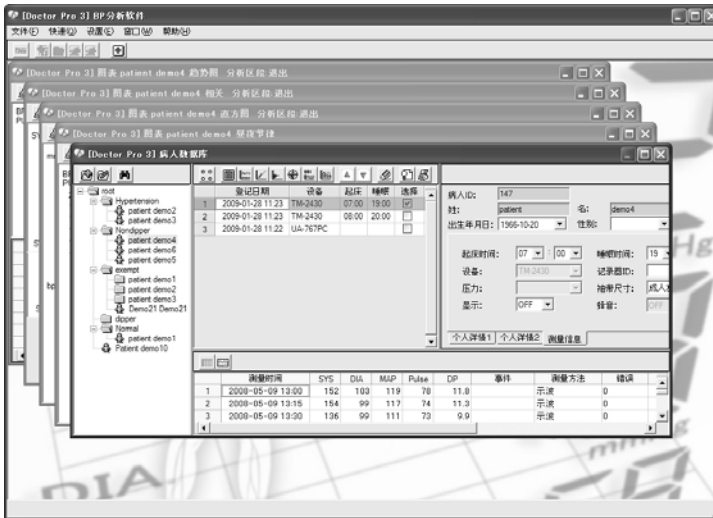 [Doctor Pro 3] BP分析软件
文件(F) 快速(Q) 设置(E) 窗口(W) 帮助(H)
[Doctor Pro 3] 图表 patient demo4 趋势图 分析区段:退出
[Doctor Pro 3] 图表 patient demo4 相关 分析区段:退出
[Doctor Pro 3] 图表 patient demo4 直方图 分析区段:退出
[Doctor Pro 3] 图表 patient demo4 昼夜节律
[Doctor Pro 3] 病人数据库
root
Hypertension
patient demo2
patient demo3
Nondipper
patient demo4
patient demo6
patient demo5
exempt
patient demo1
patient demo2
patient demo3
Demo21 Demo21
dipper
Normal
patient demo1
Patient demo10
登记日期 设备 起床 睡眠 选择
1 2009-01-28 11:23 TM-2430 07:00 19:00
2 2009-01-28 11:23 TM-2430 08:00 20:00
3 2009-01-28 11:22 UA-767PC
病人ID: 147
姓: patient 名: demo4
出生年月日: 1966-10-20 性别:
起床时间: 07 : 00 睡眠时间: 19
设备: TM-2430 记录器ID:
压力: 袖带尺寸: 成人
显示: OFF 蜂音: OFF
个人详情1 个人详情2 测量信息
测量时间 SYS DIA MAP Pulse DP 事件 测量方法 错误
1 2008-05-09 13:00 152 103 119 78 11.8 示波 0
2 2008-05-09 13:15 154 99 117 74 11.3 示波 0
3 2008-05-09 13:30 136 99 111 73 9.9 示波 0
DIA
mmHg
Hg